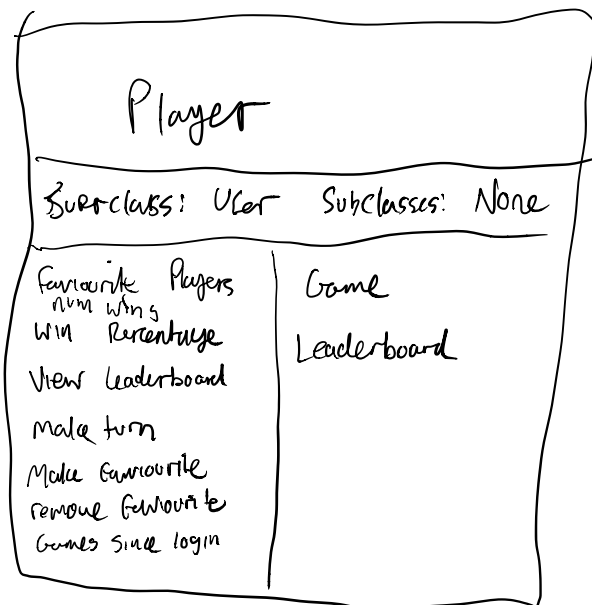 Player
Superclass: User Subclasses: None
Favourite Players
num wins
Win Percentage
View leaderboard
Make turn
Make favourite
remove favourite
Games since login
Game
Leaderboard